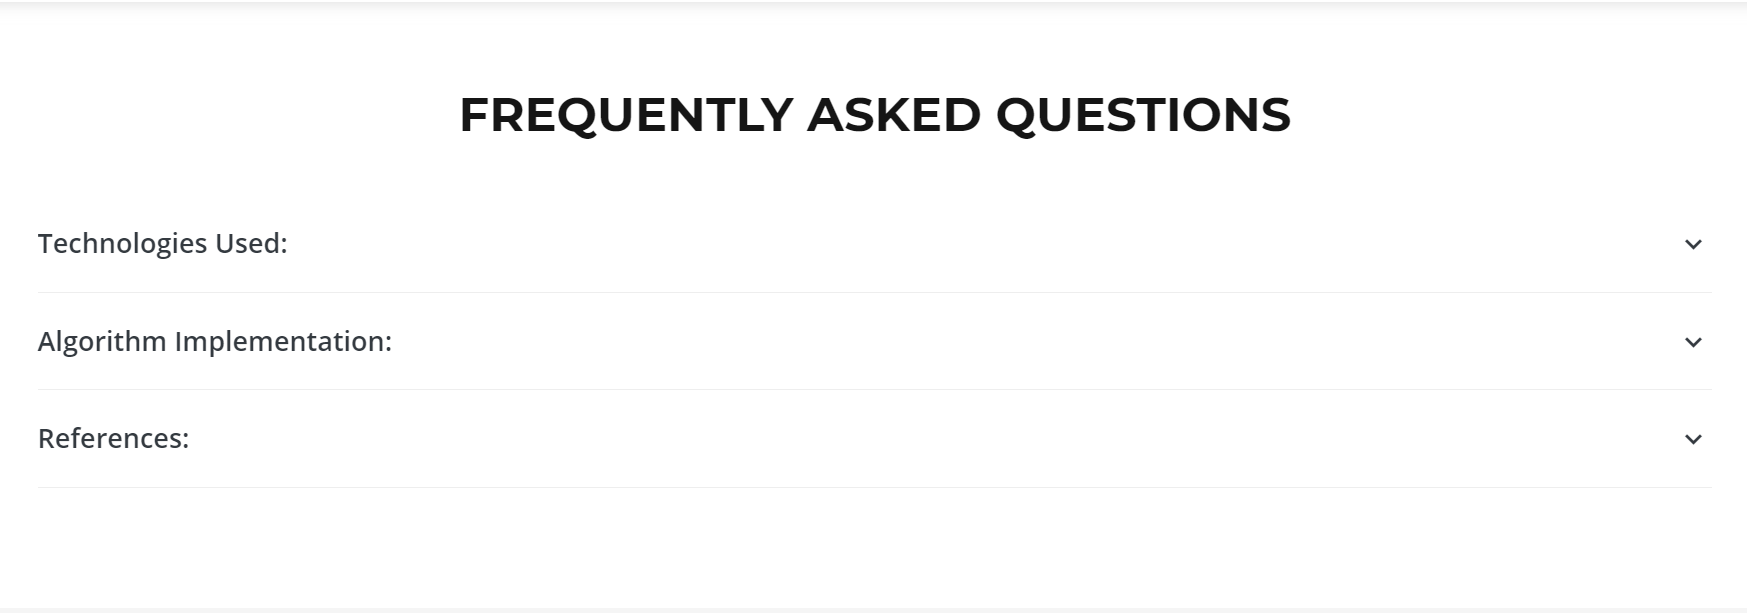 FREQUENTLY ASKED QUESTIONS
Technologies Used:
Algorithm Implementation:
References: